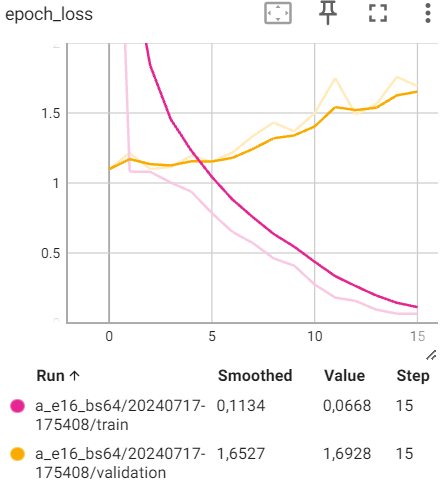 epoch_loss
1.5
1
0.5
0
5
10
15
Run ↑ Smoothed Value Step
a_e16_bs64/20240717- 0,1134 0,0668 15
175408/train
a_e16_bs64/20240717- 1,6527 1,6928 15
175408/validation